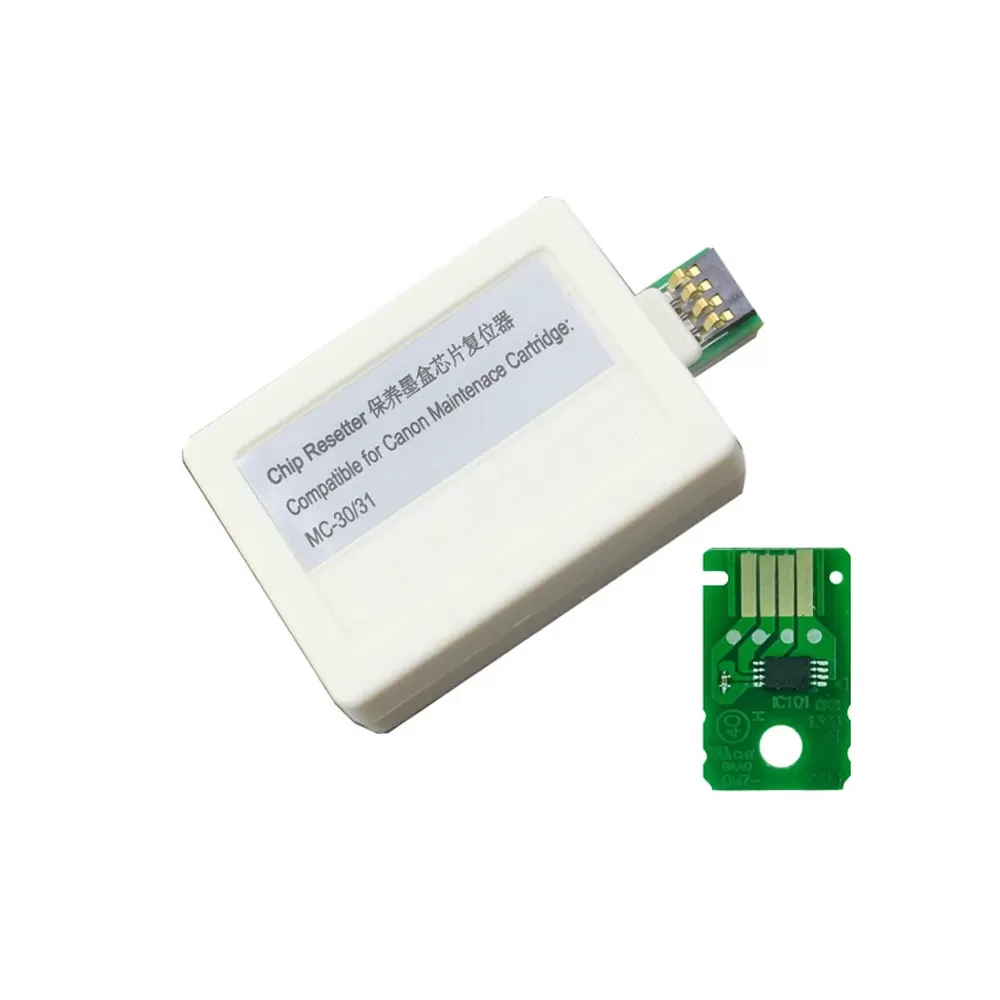 Chip Resetter 保养墨盒芯片复位器
Compatible for Canon Maintenace Cartridge:
MC-30/31
IC101
40
H